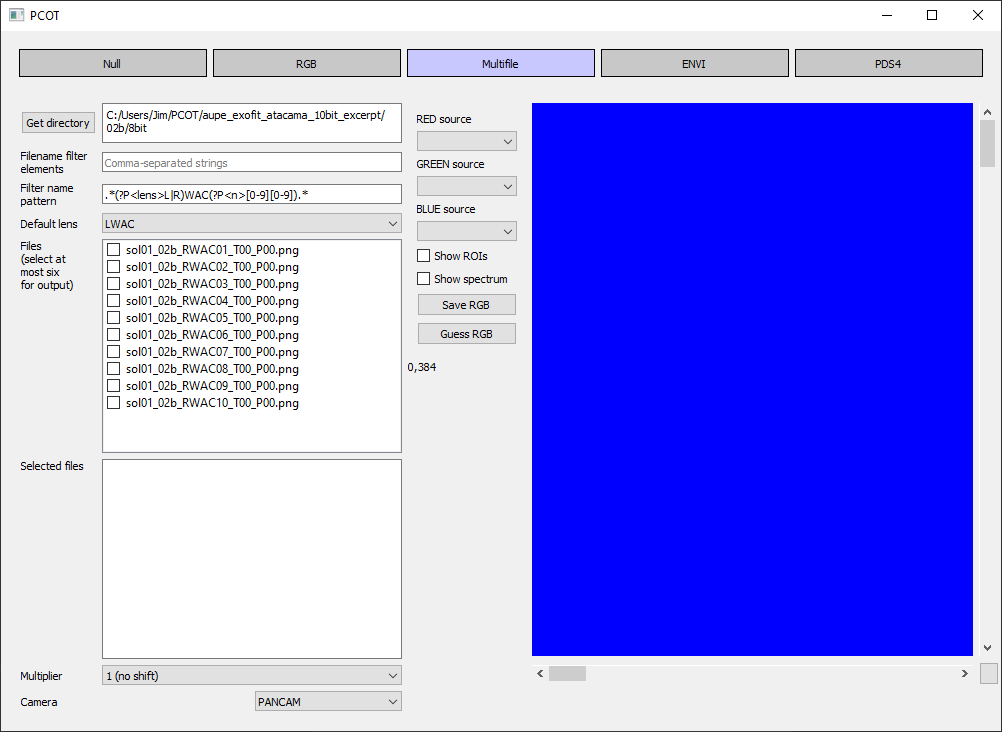 PCOT
Null
RGB
Multifile
ENVI
PDS4
Get directory
C:/Users/Jim/PCOT/aupe_exofit_atacama_10bit_excerpt/
02b/8bit
Filename filter
elements
Comma-separated strings
Filter name
pattern
.*(?P<lens>L|R)WAC(?P<n>[0-9][0-9]).*
Default lens
LWAC
Files
(select at
most six
for output)
sol01_02b_RWAC01_T00_P00.png
sol01_02b_RWAC02_T00_P00.png
sol01_02b_RWAC03_T00_P00.png
sol01_02b_RWAC04_T00_P00.png
sol01_02b_RWAC05_T00_P00.png
sol01_02b_RWAC06_T00_P00.png
sol01_02b_RWAC07_T00_P00.png
sol01_02b_RWAC08_T00_P00.png
sol01_02b_RWAC09_T00_P00.png
sol01_02b_RWAC10_T00_P00.png
Selected files
Multiplier
1 (no shift)
Camera
PANCAM
RED source
GREEN source
BLUE source
Show ROIs
Show spectrum
Save RGB
Guess RGB
0,384